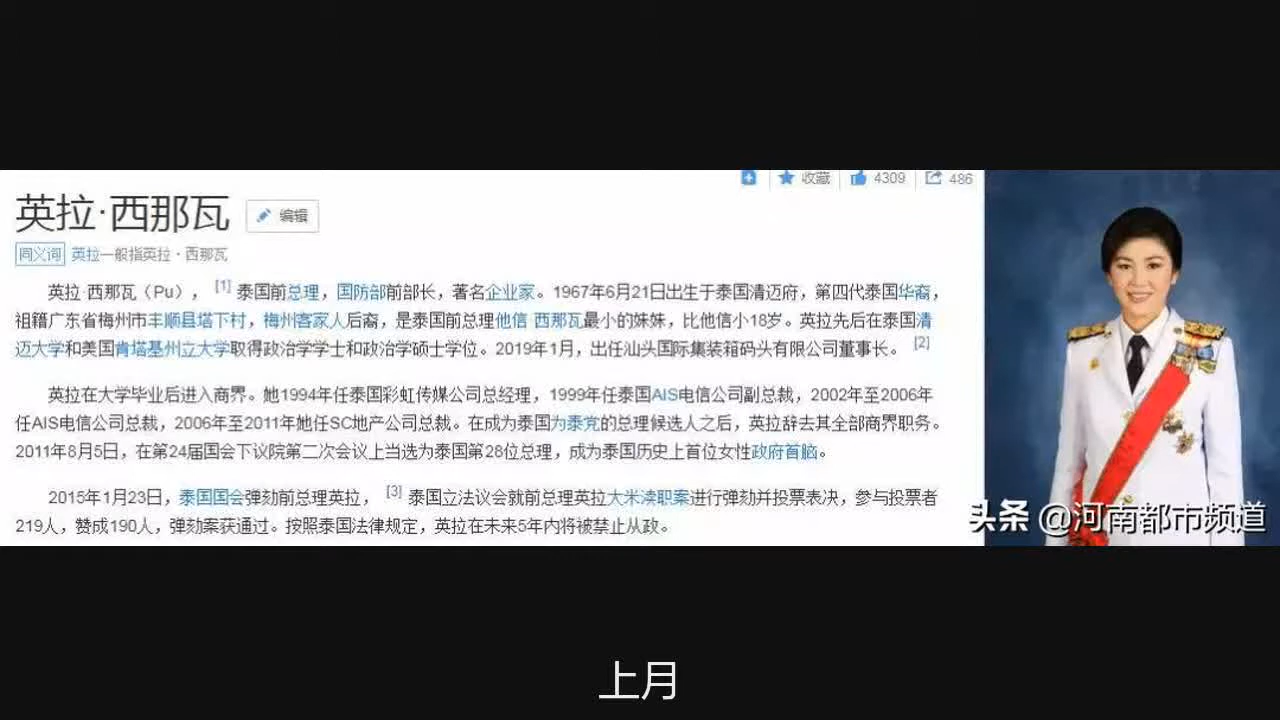 收藏 4309 486
英拉·西那瓦 编辑
同义词 英拉一般指英拉·西那瓦
英拉·西那瓦（Pu）， [1] 泰国前总理，国防部前部长，著名企业家。1967年6月21日出生于泰国清迈府，第四代泰国华裔，
祖籍广东省梅州市丰顺县塔下村，梅州客家人后裔，是泰国前总理他信 西那瓦最小的妹妹，比他信小18岁。英拉先后在泰国清
迈大学和美国肯塔基州立大学取得政治学学士和政治学硕士学位。2019年1月，出任汕头国际集装箱码头有限公司董事长。 [2]
英拉在大学毕业后进入商界。她1994年任泰国彩虹传媒公司总经理，1999年任泰国AIS电信公司副总裁，2002年至2006年
任AIS电信公司总裁，2006年至2011年她任SC地产公司总裁。在成为泰国为泰党的总理候选人之后，英拉辞去其全部商界职务。
2011年8月5日，在第24届国会下议院第二次会议上当选为泰国第28位总理，成为泰国历史上首位女性政府首脑。
2015年1月23日，泰国国会弹劾前总理英拉， [3] 泰国立法议会就前总理英拉大米渎职案进行弹劾并投票表决，参与投票者
219人，赞成190人，弹劾案获通过。按照泰国法律规定，英拉在未来5年内将被禁止从政。
头条 @河南都市频道
上月